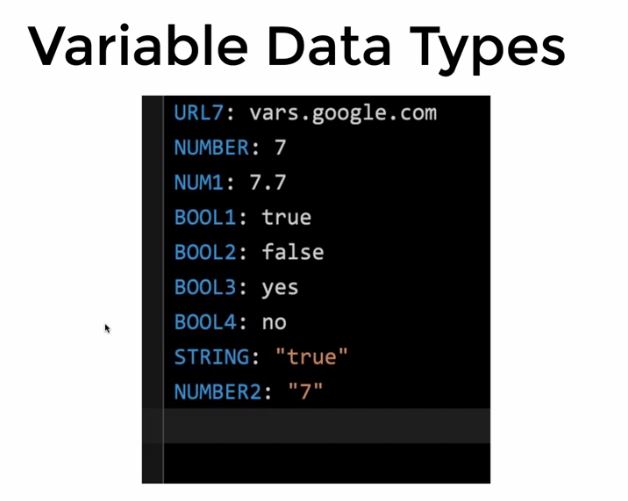 Variable Data Types
URL7: vars.google.com
NUMBER: 7
NUM1: 7.7
BOOL1: true
BOOL2: false
BOOL3: yes
BOOL4: no
STRING: "true"
NUMBER2: "7"